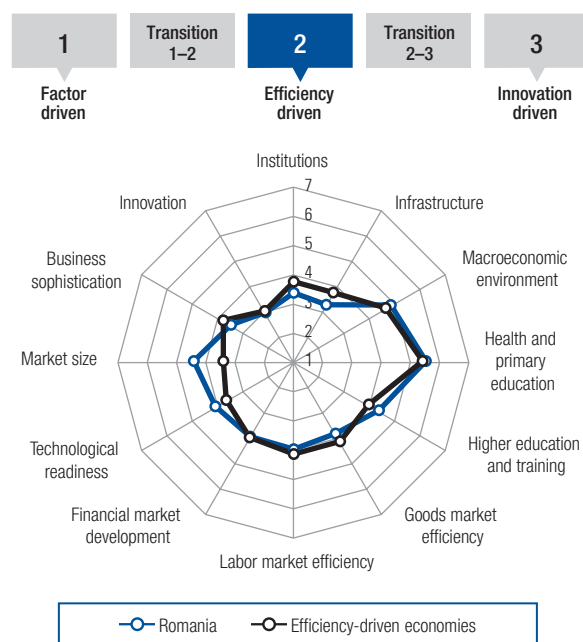 1
Transition
1–2
2
Transition
2–3
3
Factor
driven
Efficiency
driven
Innovation
driven
Institutions
7
6
5
4
3
2
1
Infrastructure
Macroeconomic
environment
Health and
primary
education
Higher education
and training
Goods market
efficiency
Labor market efficiency
Financial market
development
Technological
readiness
Market size
Business
sophistication
Innovation
Romania
Efficiency-driven economies